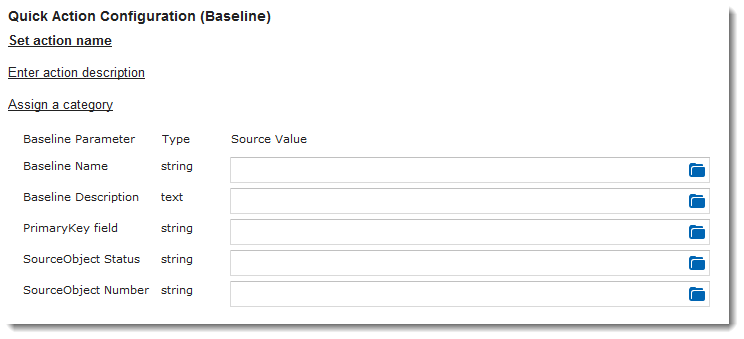 Quick Action Configuration (Baseline)
Set action name
Enter action description
Assign a category
Baseline Parameter Type Source Value
Baseline Name string
Baseline Description text
PrimaryKey field string
SourceObject Status string
SourceObject Number string